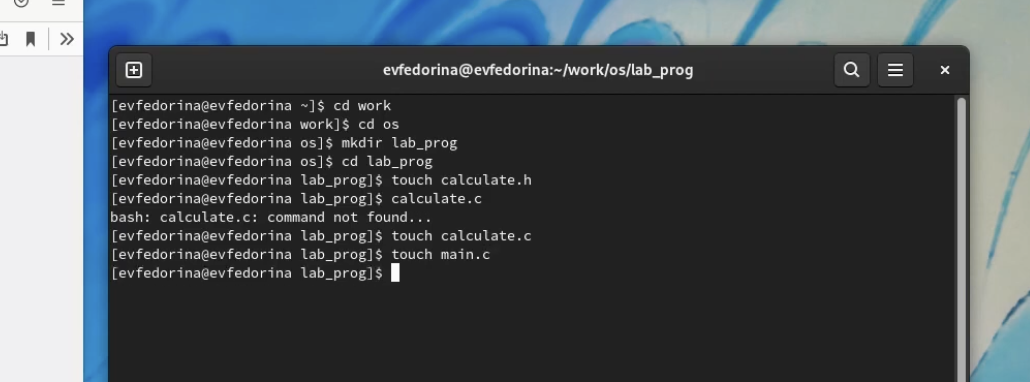 evfedorina@evfedorina:~/work/os/lab_prog
[evfedorina@evfedorina ~]$ cd work
[evfedorina@evfedorina work]$ cd os
[evfedorina@evfedorina os]$ mkdir lab_prog
[evfedorina@evfedorina os]$ cd lab_prog
[evfedorina@evfedorina lab_prog]$ touch calculate.h
[evfedorina@evfedorina lab_prog]$ calculate.c
bash: calculate.c: command not found...
[evfedorina@evfedorina lab_prog]$ touch calculate.c
[evfedorina@evfedorina lab_prog]$ touch main.c
[evfedorina@evfedorina lab_prog]$